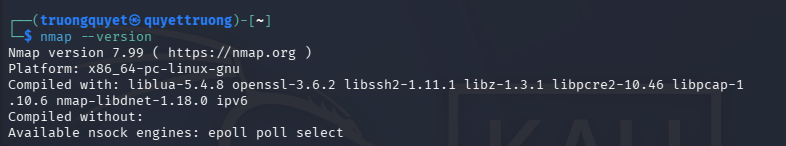 ┌──(truongquyet㉿quyettruong)-[~]
└─$ nmap --version
Nmap version 7.99 ( https://nmap.org )
Platform: x86_64-pc-linux-gnu
Compiled with: liblua-5.4.8 openssl-3.6.2 libssh2-1.11.1 libz-1.3.1 libpcre2-10.46 libpcap-1
.10.6 nmap-libdnet-1.18.0 ipv6
Compiled without:
Available nsock engines: epoll poll select
KALI